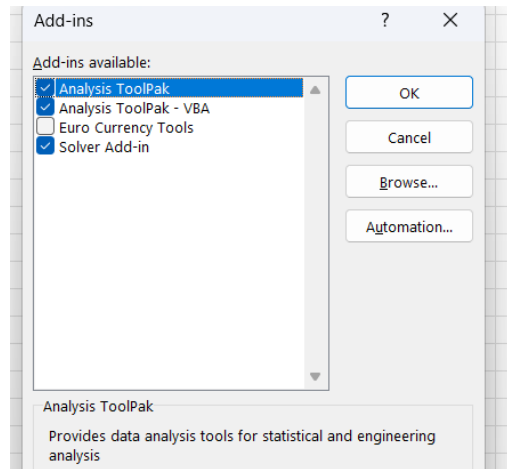 Add-ins ?
Add-ins available:
Analysis ToolPak
Analysis ToolPak - VBA
Euro Currency Tools
Solver Add-in
OK
Cancel
Browse...
Automation...
Analysis ToolPak
Provides data analysis tools for statistical and engineering
analysis